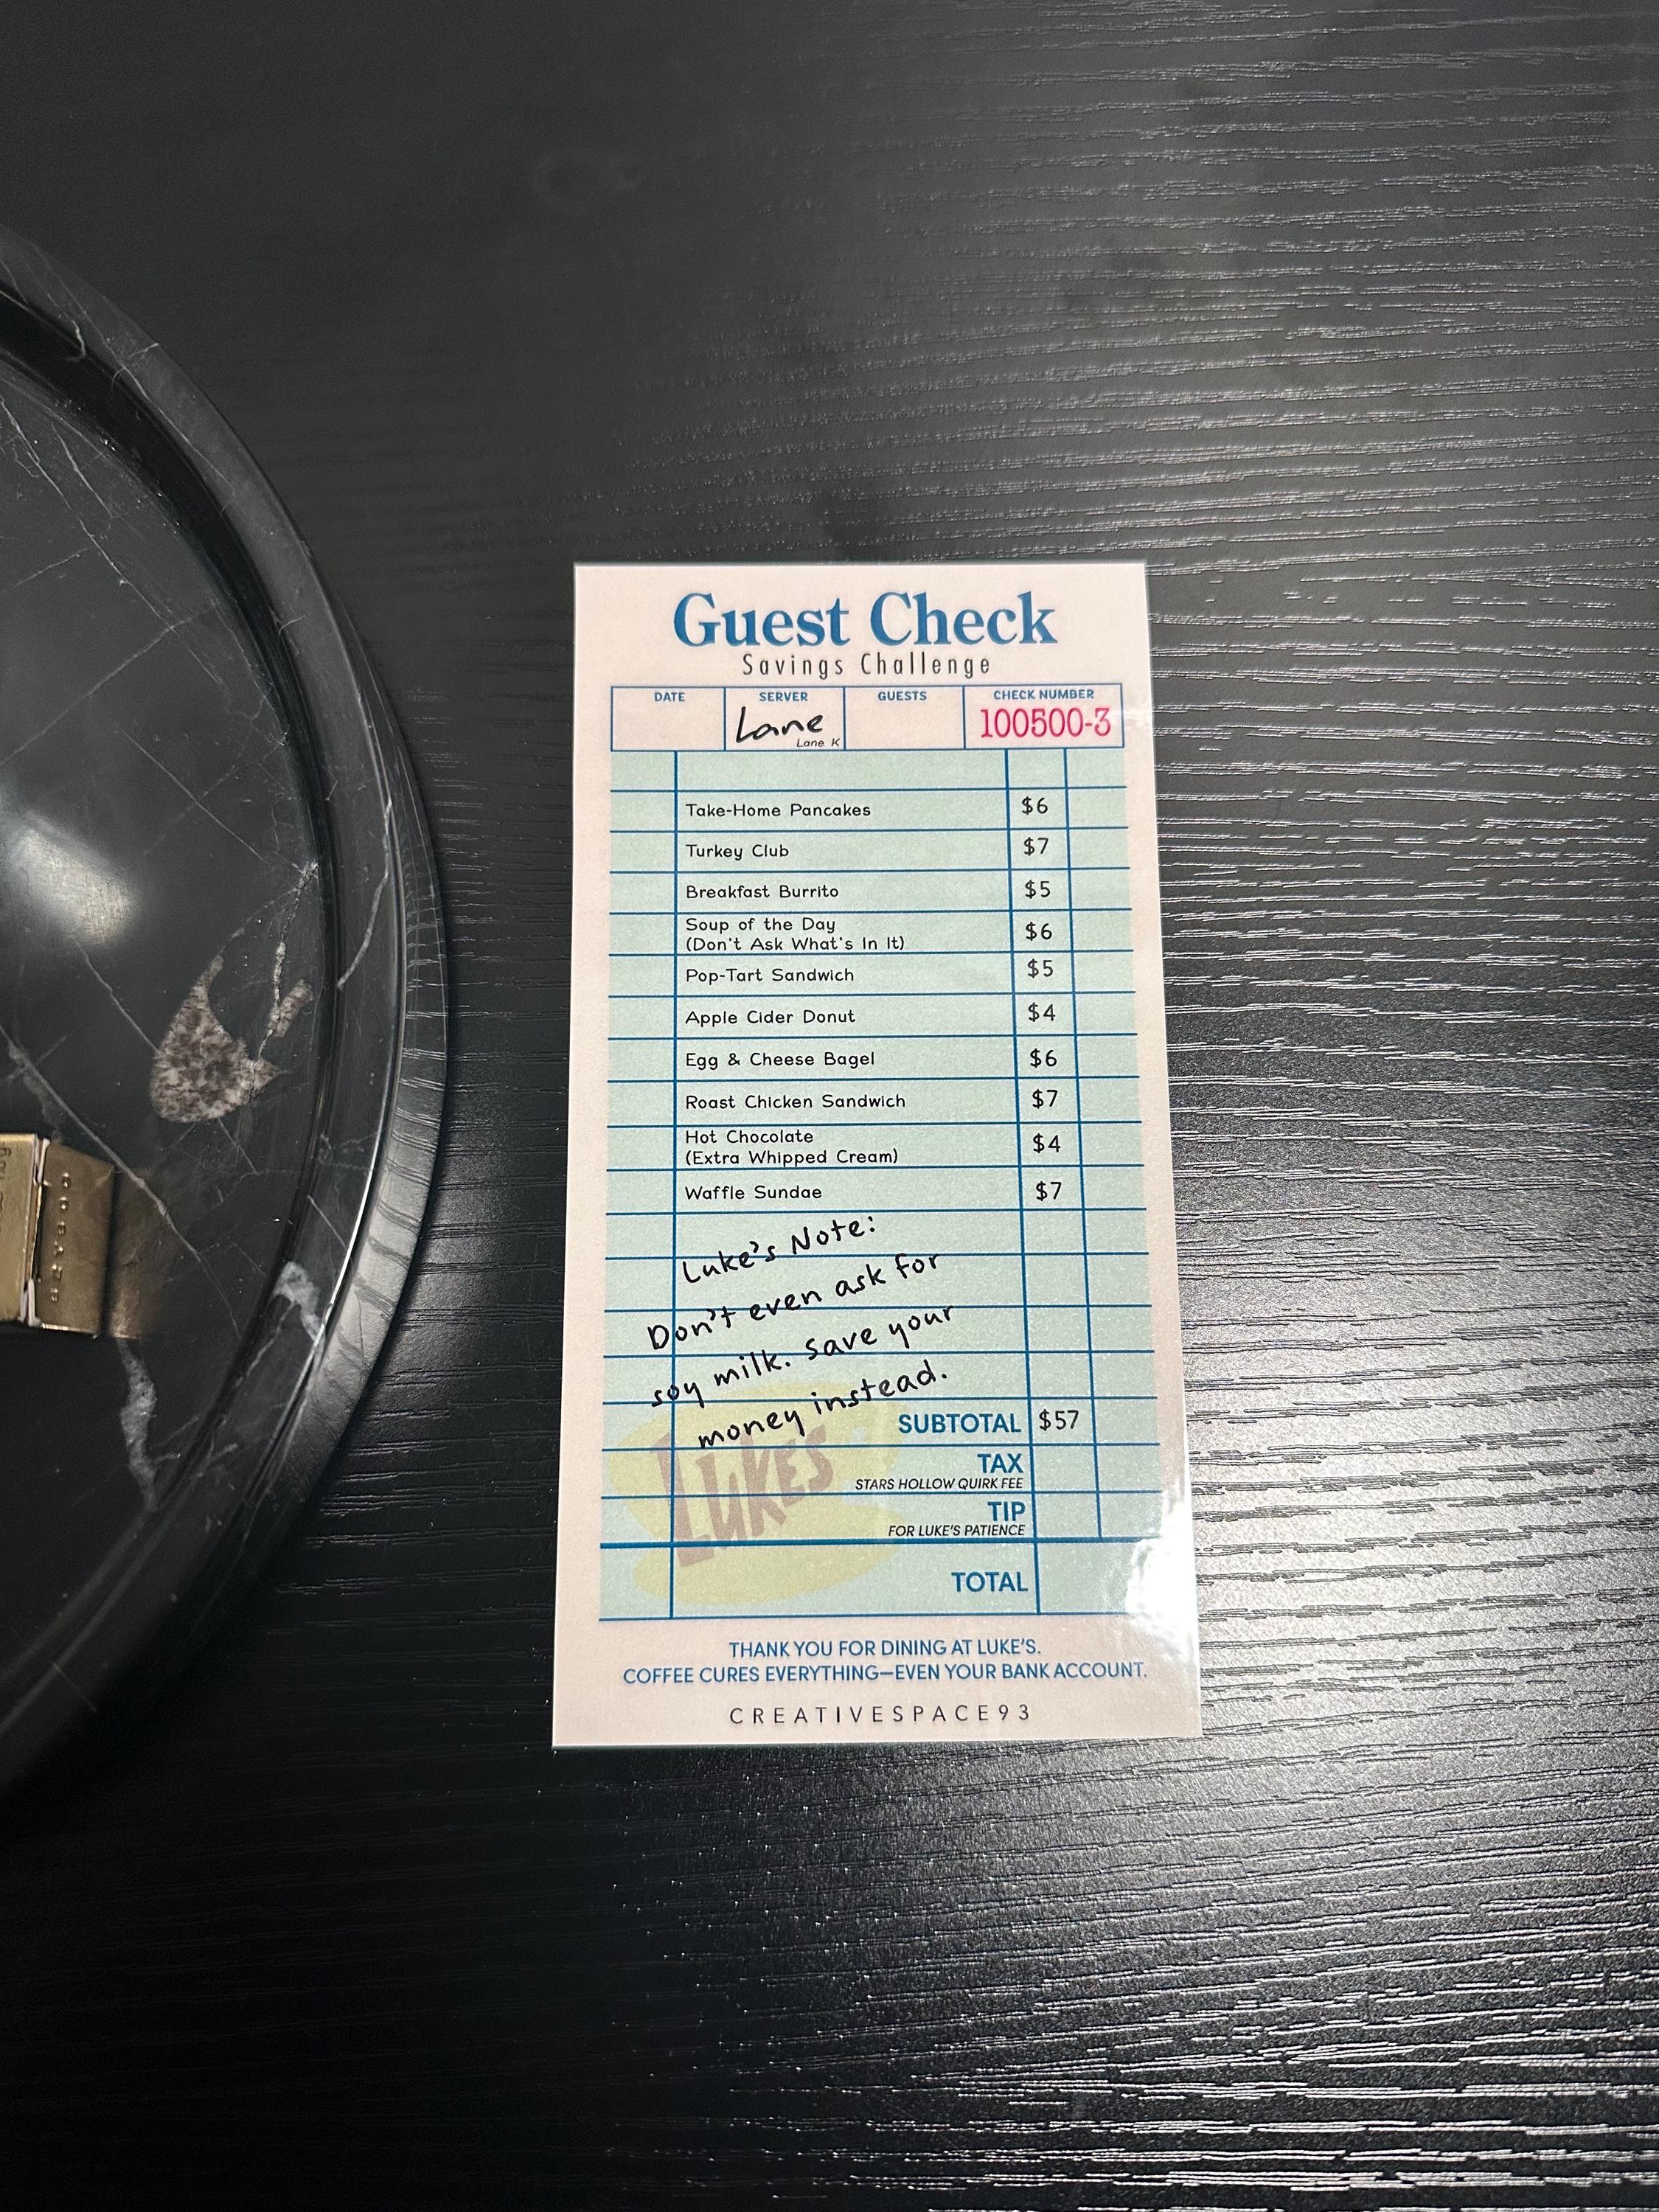 Guest Check
Savings Challenge
DATE SERVER GUESTS CHECK NUMBER
Lane 100500-3
Lane K
Take-Home Pancakes $6
Turkey Club $7
Breakfast Burrito $5
Soup of the Day
(Don't Ask What's In It) $6
Pop-Tart Sandwich $5
Apple Cider Donut $4
Egg & Cheese Bagel $6
Roast Chicken Sandwich $7
Hot Chocolate
(Extra Whipped Cream) $4
Waffle Sundae $7
Luke's Note:
Don't even ask for
soy milk. Save your
money instead.
SUBTOTAL $57
TAX
STARS HOLLOW QUIRK FEE
TIP
FOR LUKE'S PATIENCE
LUKE'S
TOTAL
THANK YOU FOR DINING AT LUKE'S.
COFFEE CURES EVERYTHING—EVEN YOUR BANK ACCOUNT.
CREATIVESPACE93